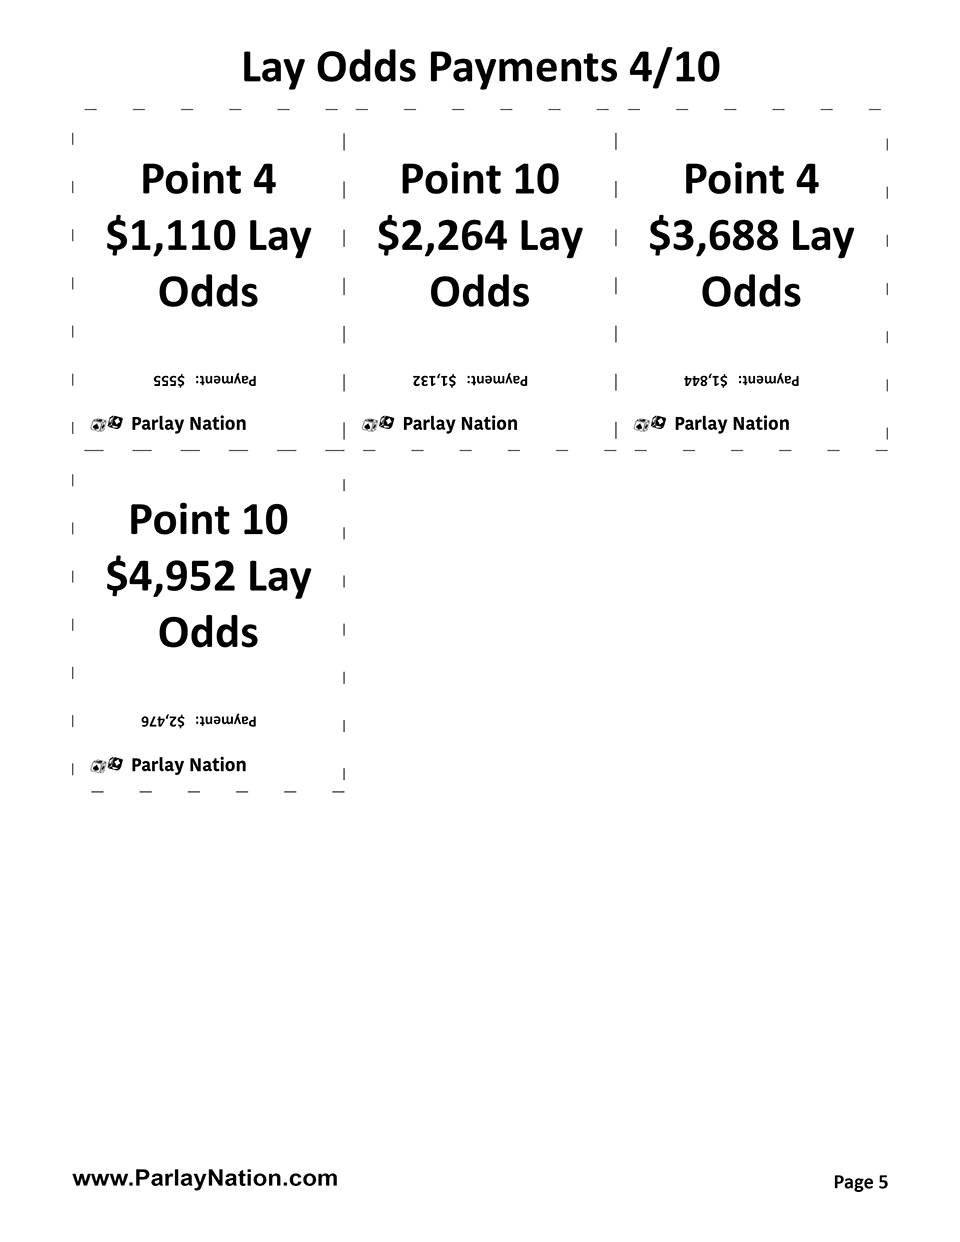 Lay Odds Payments 4/10
Point 4
$1,110 Lay
Odds
Payment: $555
Parlay Nation
Point 10
$2,264 Lay
Odds
Payment: $1,132
Parlay Nation
Point 4
$3,688 Lay
Odds
Payment: $1,844
Parlay Nation
Point 10
$4,952 Lay
Odds
Payment: $2,476
Parlay Nation
www.ParlayNation.com
Page 5